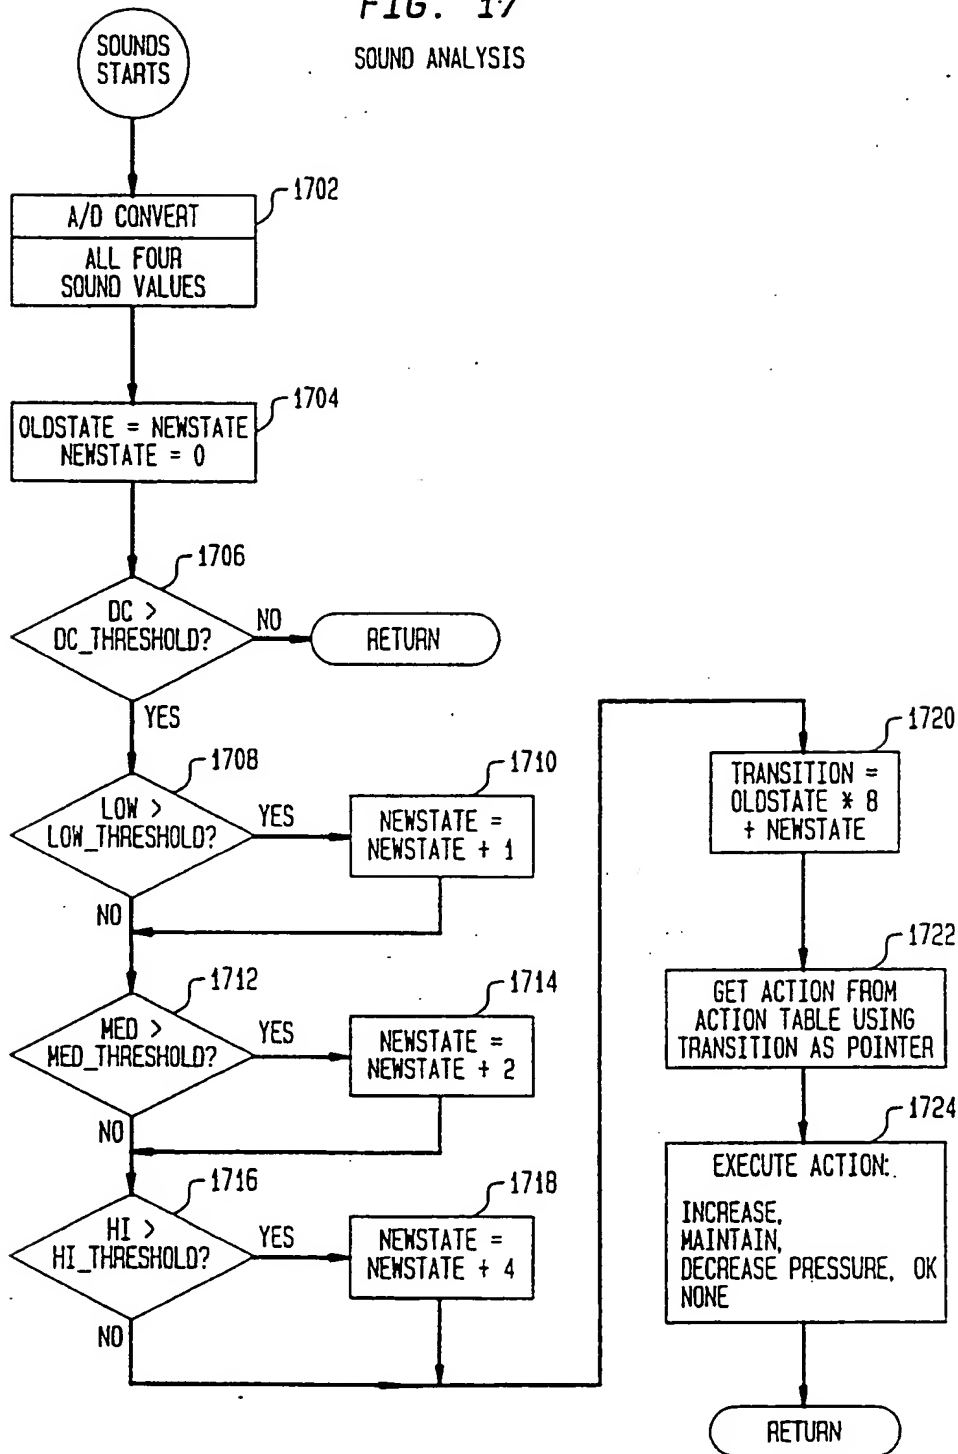 FIG. 17
SOUND ANALYSIS
SOUNDS
STARTS
1702
A/D CONVERT
ALL FOUR
SOUND VALUES
1704
OLDSTATE = NEWSTATE
NEWSTATE = 0
1706
DC >
DC_THRESHOLD?
NO
RETURN
YES
1708
LOW >
LOW_THRESHOLD?
YES
1710
NEWSTATE =
NEWSTATE + 1
NO
1712
MED >
MED_THRESHOLD?
YES
1714
NEWSTATE =
NEWSTATE + 2
NO
1716
HI >
HI_THRESHOLD?
YES
1718
NEWSTATE =
NEWSTATE + 4
NO
1720
TRANSITION =
OLDSTATE * 8
+ NEWSTATE
1722
GET ACTION FROM
ACTION TABLE USING
TRANSITION AS POINTER
1724
EXECUTE ACTION:
INCREASE,
MAINTAIN,
DECREASE PRESSURE, OK
NONE
RETURN